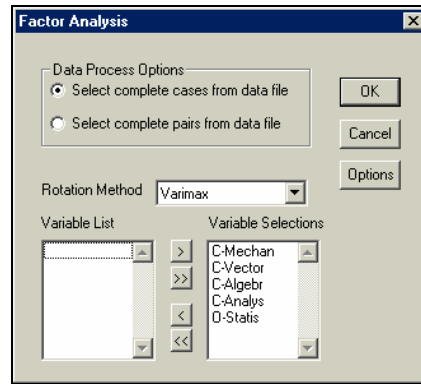 Factor Analysis
Data Process Options
Select complete cases from data file
Select complete pairs from data file
OK
Cancel
Options
Rotation Method Varimax
Variable List
Variable Selections
>
>>
<
<<
C-Mechan
C-Vector
C-Algebr
C-Analys
O-Statis